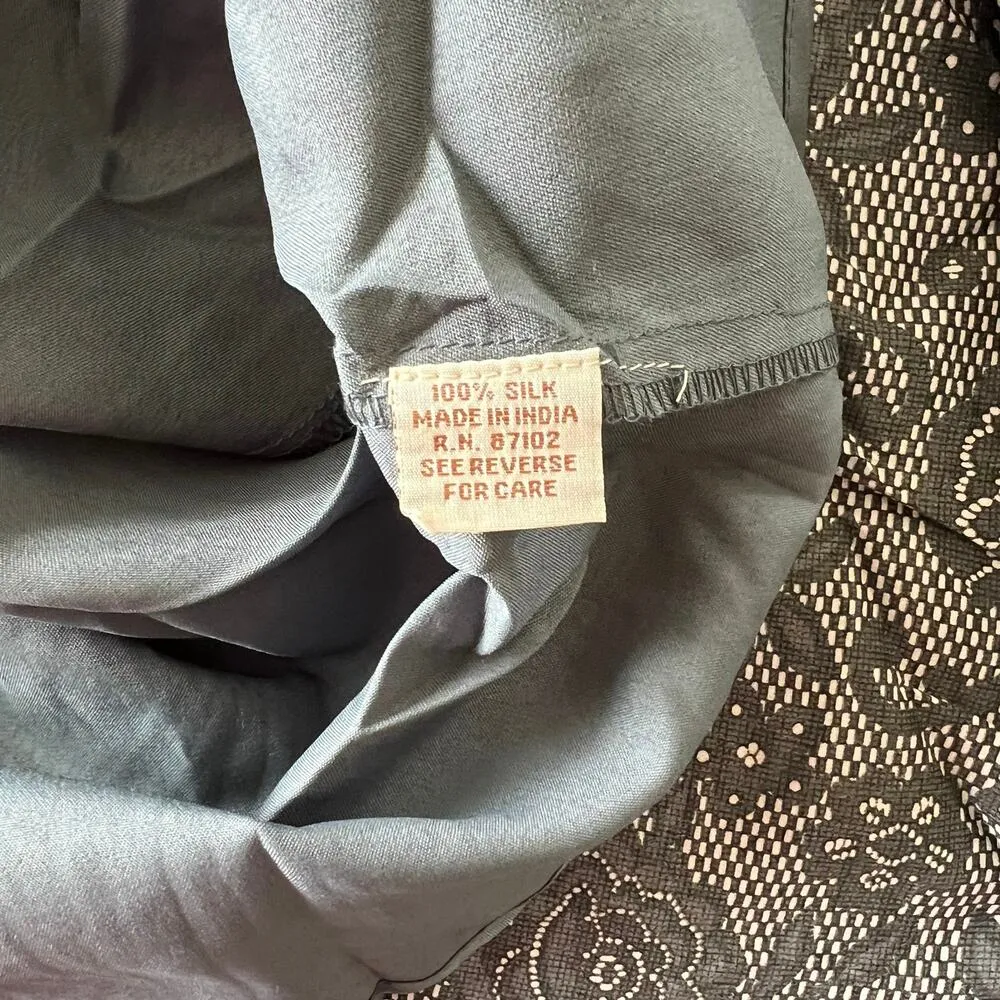 100% SILK
MADE IN INDIA
R.N. 87102
SEE REVERSE
FOR CARE